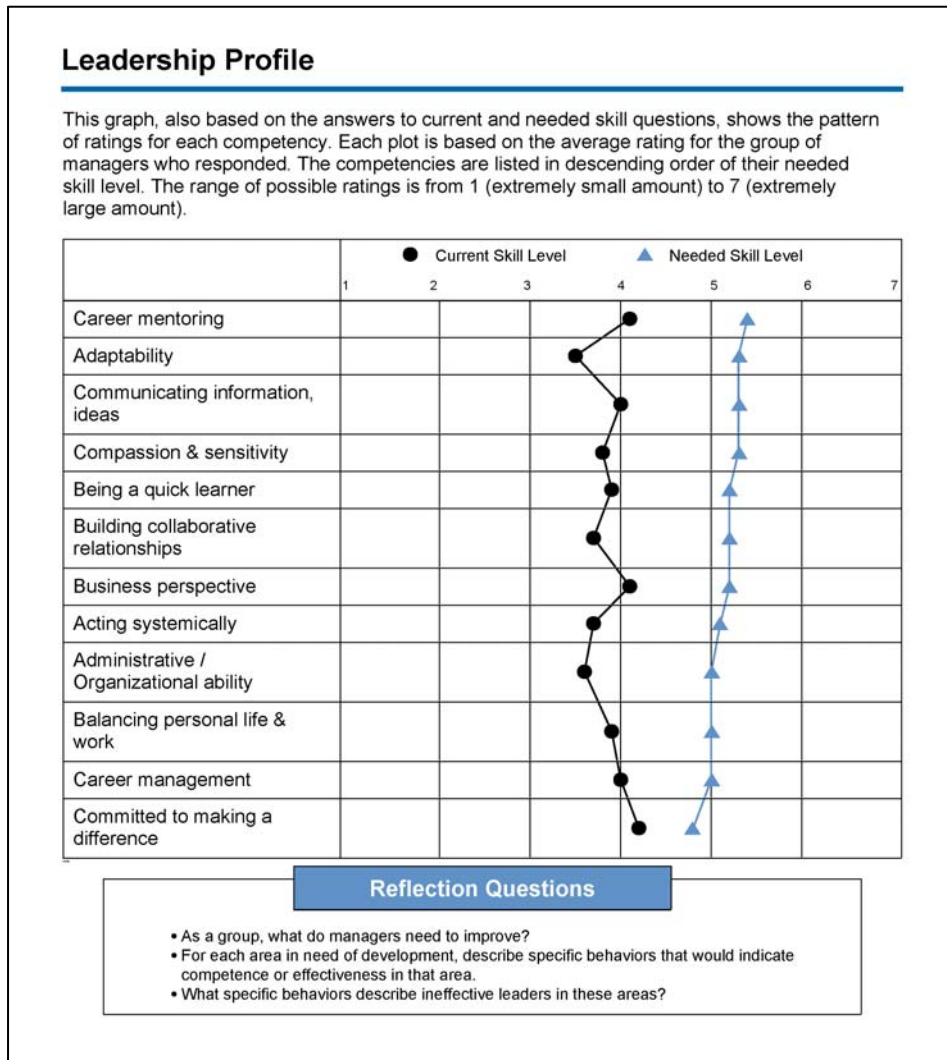 Leadership Profile
This graph, also based on the answers to current and needed skill questions, shows the pattern
of ratings for each competency. Each plot is based on the average rating for the group of
managers who responded. The competencies are listed in descending order of their needed
skill level. The range of possible ratings is from 1 (extremely small amount) to 7 (extremely
large amount).
Current Skill Level Needed Skill Level
1 2 3 4 5 6 7
Career mentoring
Adaptability
Communicating information,
ideas
Compassion & sensitivity
Being a quick learner
Building collaborative
relationships
Business perspective
Acting systemically
Administrative /
Organizational ability
Balancing personal life &
work
Career management
Committed to making a
difference
Reflection Questions
• As a group, what do managers need to improve?
• For each area in need of development, describe specific behaviors that would indicate
competence or effectiveness in that area.
• What specific behaviors describe ineffective leaders in these areas?